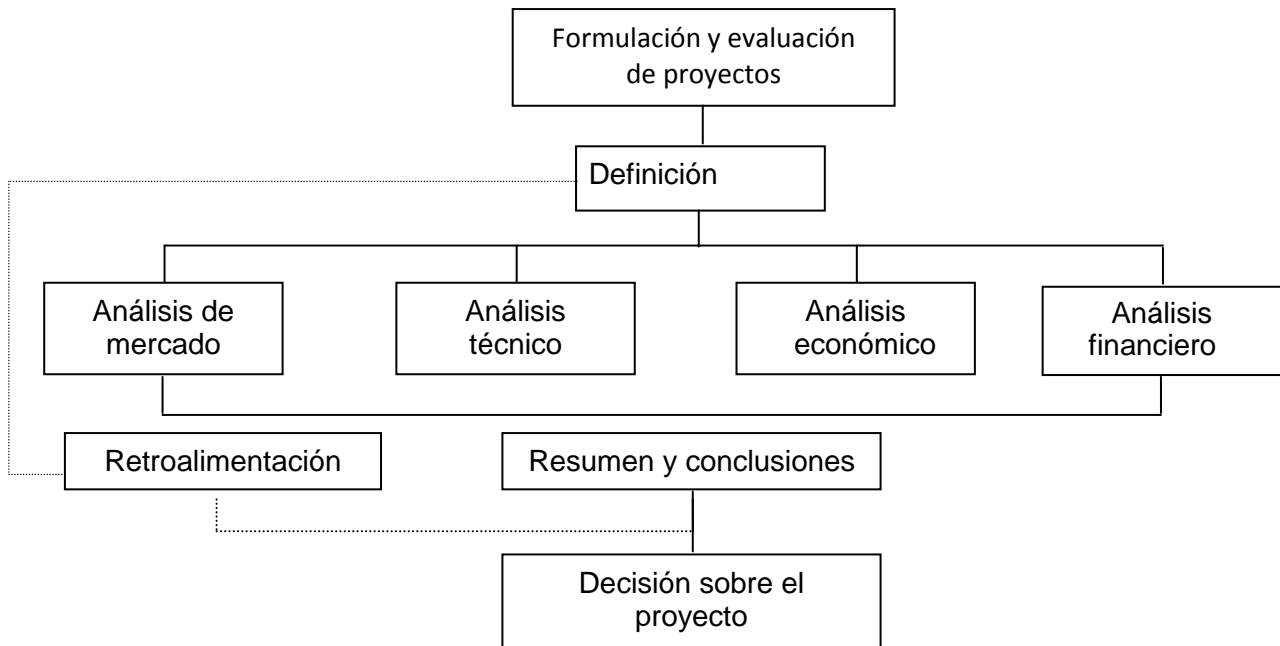 Formulación y evaluación
de proyectos
Definición
Análisis de
mercado
Análisis
técnico
Análisis
económico
Análisis
financiero
Retroalimentación
Resumen y conclusiones
Decisión sobre el
proyecto